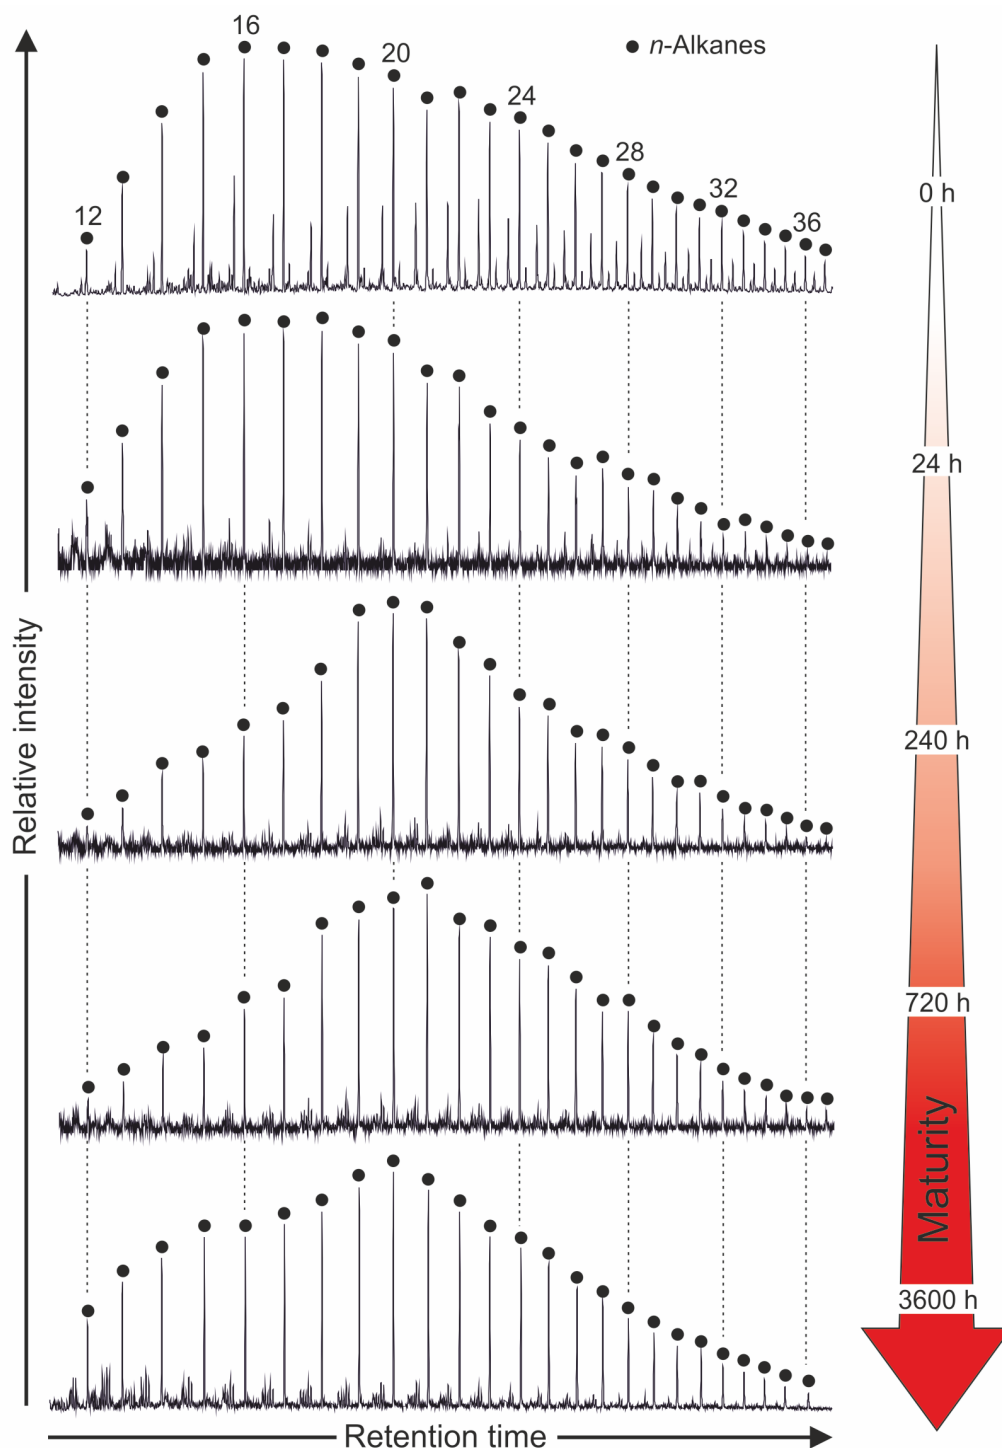 16
n-Alkanes
20
24
28
12
32
36
0 h
24 h
240 h
720 h
3600 h
Maturity
Relative intensity
Retention time